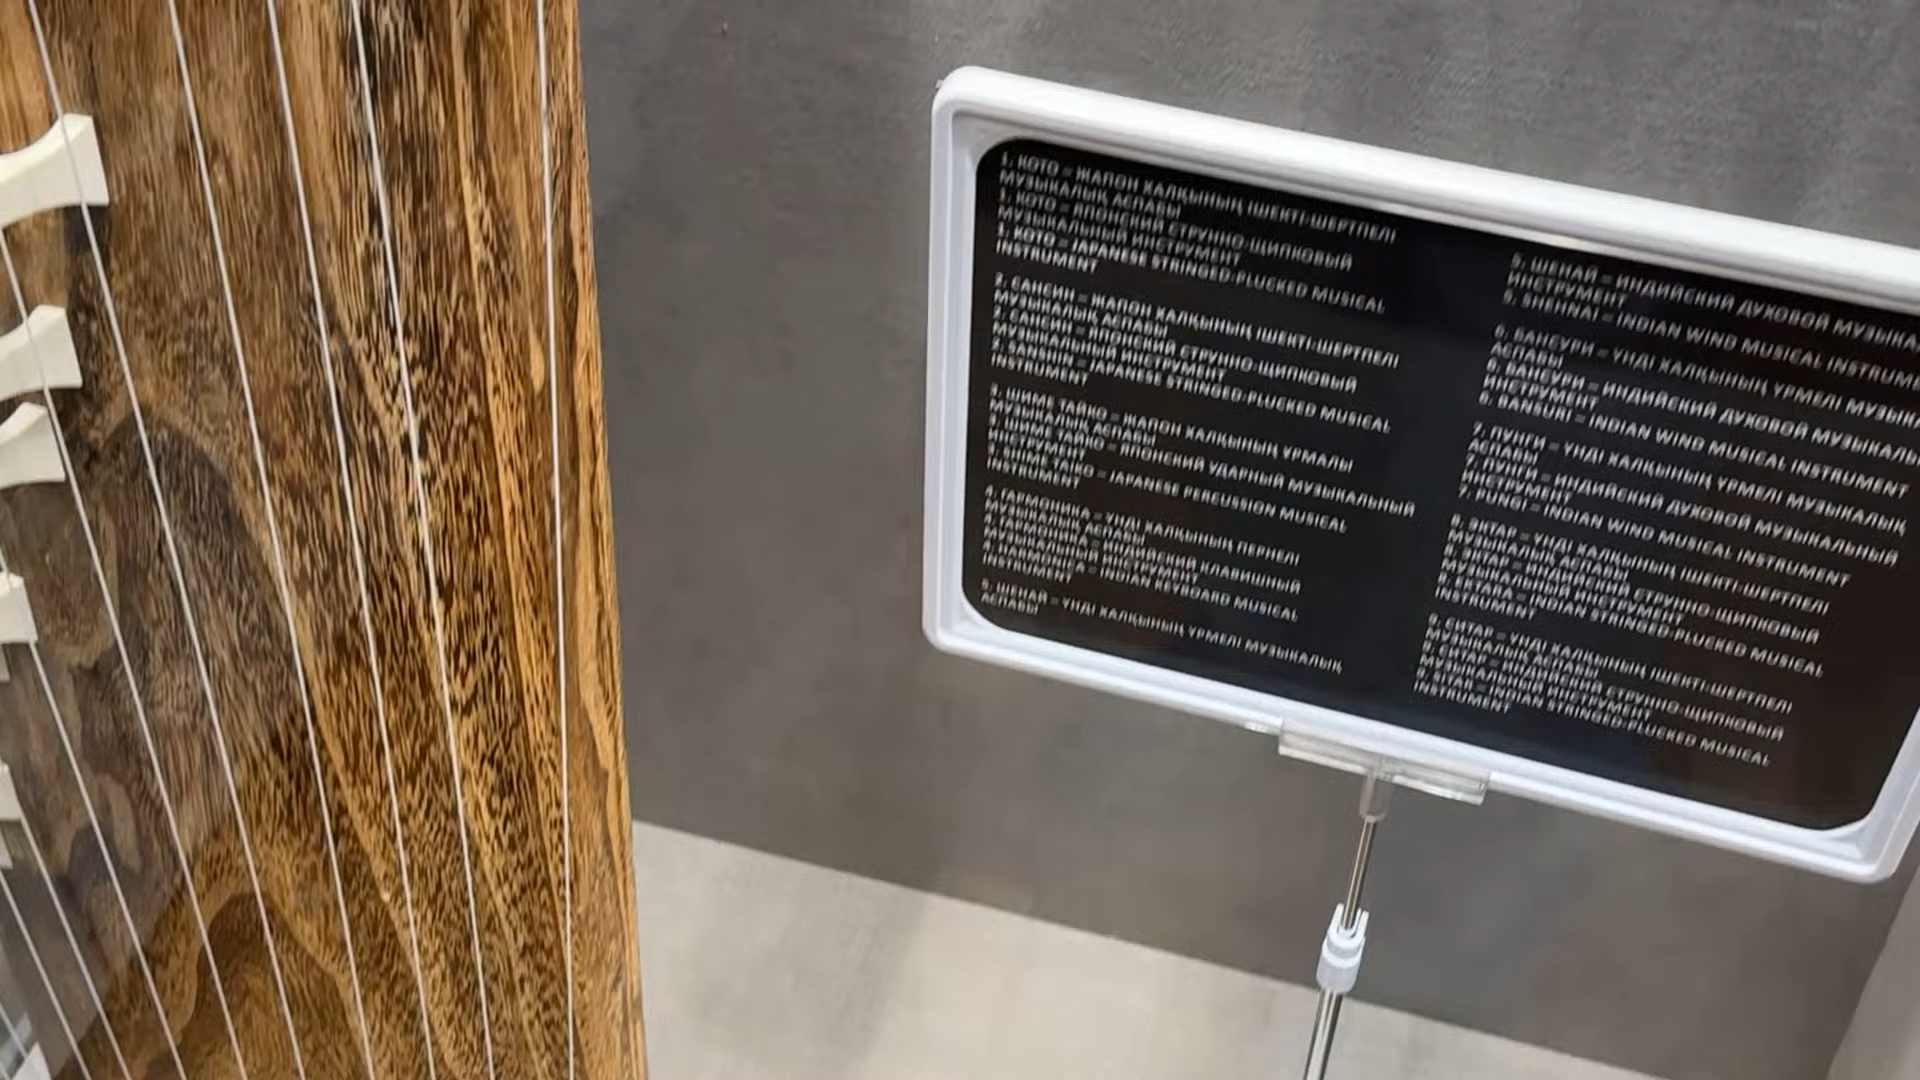 1. КОТО – ЖАПОН ХАЛҚЫНЫҢ ІШЕКТІ-ШЕРТПЕЛІ
МУЗЫКАЛЫҚ АСПАБЫ
1. КОТО – ЯПОНСКИЙ СТРУННО-ЩИПКОВЫЙ
МУЗЫКАЛЬНЫЙ ИНСТРУМЕНТ
1. KOTO – JAPANESE STRINGED-PLUCKED MUSICAL
INSTRUMENT
2. САНСИН – ЖАПОН ХАЛҚЫНЫҢ ІШЕКТІ-ШЕРТПЕЛІ
МУЗЫКАЛЫҚ АСПАБЫ
2. САНСИН – ЯПОНСКИЙ СТРУННО-ЩИПКОВЫЙ
МУЗЫКАЛЬНЫЙ ИНСТРУМЕНТ
2. SANSHIN – JAPANESE STRINGED-PLUCKED MUSICAL
INSTRUMENT
3. ШИМЕ ТАЙКО – ЖАПОН ХАЛҚЫНЫҢ ҰРМАЛЫ
МУЗЫКАЛЫҚ АСПАБЫ
3. ШИМЕ ТАЙКО – ЯПОНСКИЙ УДАРНЫЙ МУЗЫКАЛЬНЫЙ
ИНСТРУМЕНТ
3. SHIME TAIKO – JAPANESE PERCUSSION MUSICAL
INSTRUMENT
4. ГАРМОНИКА – ҮНДІ ХАЛҚЫНЫҢ ПЕРНЕЛІ
МУЗЫКАЛЫҚ АСПАБЫ
4. ГАРМОНИКА – ИНДИЙСКИЙ КЛАВИШНЫЙ
МУЗЫКАЛЬНЫЙ ИНСТРУМЕНТ
4. – INDIAN KEYBOARD MUSICAL
INSTRUMENT
5. ШЕНАЙ – ҮНДІ ХАЛҚЫНЫҢ ҮРМЕЛІ МУЗЫКАЛЫҚ
АСПАБЫ
5. ШЕНАЙ – ИНДИЙСКИЙ ДУХОВОЙ
ИНСТРУМЕНТ
5. SHEHNAI – INDIAN WIND MUSICAL
6. БАНСУРИ – ҮНДІ ХАЛҚЫНЫҢ ҮРМЕЛІ
АСПАБЫ
6. БАНСУРИ – ИНДИЙСКИЙ ДУХОВОЙ
ИНСТРУМЕНТ
6. BANSURI – INDIAN WIND MUSICAL INSTRUMENT
7. ПУНГИ – ҮНДІ ХАЛҚЫНЫҢ ҮРМЕЛІ МУЗЫКАЛЫҚ
АСПАБЫ
7. ПУНГИ – ИНДИЙСКИЙ ДУХОВОЙ МУЗЫКАЛЬНЫЙ
ИНСТРУМЕНТ
7. PUNGI – INDIAN WIND MUSICAL INSTRUMENT
8. ЭКТАР – ҮНДІ ХАЛҚЫНЫҢ ІШЕКТІ-ШЕРТПЕЛІ
МУЗЫКАЛЫҚ АСПАБЫ
8. – ИНДИЙСКИЙ СТРУННО-ЩИПКОВЫЙ
МУЗЫКАЛЬНЫЙ ИНСТРУМЕНТ
8. – INDIAN STRINGED-PLUCKED MUSICAL
INSTRUMENT
9. СИТАР – ҮНДІ ХАЛҚЫНЫҢ ІШЕКТІ-ШЕРТПЕЛІ
МУЗЫКАЛЫҚ АСПАБЫ
9. СИТАР – ИНДИЙСКИЙ СТРУННО-ЩИПКОВЫЙ
МУЗЫКАЛЬНЫЙ ИНСТРУМЕНТ
9. SITAR – INDIAN STRINGED-PLUCKED MUSICAL
INSTRUMENT